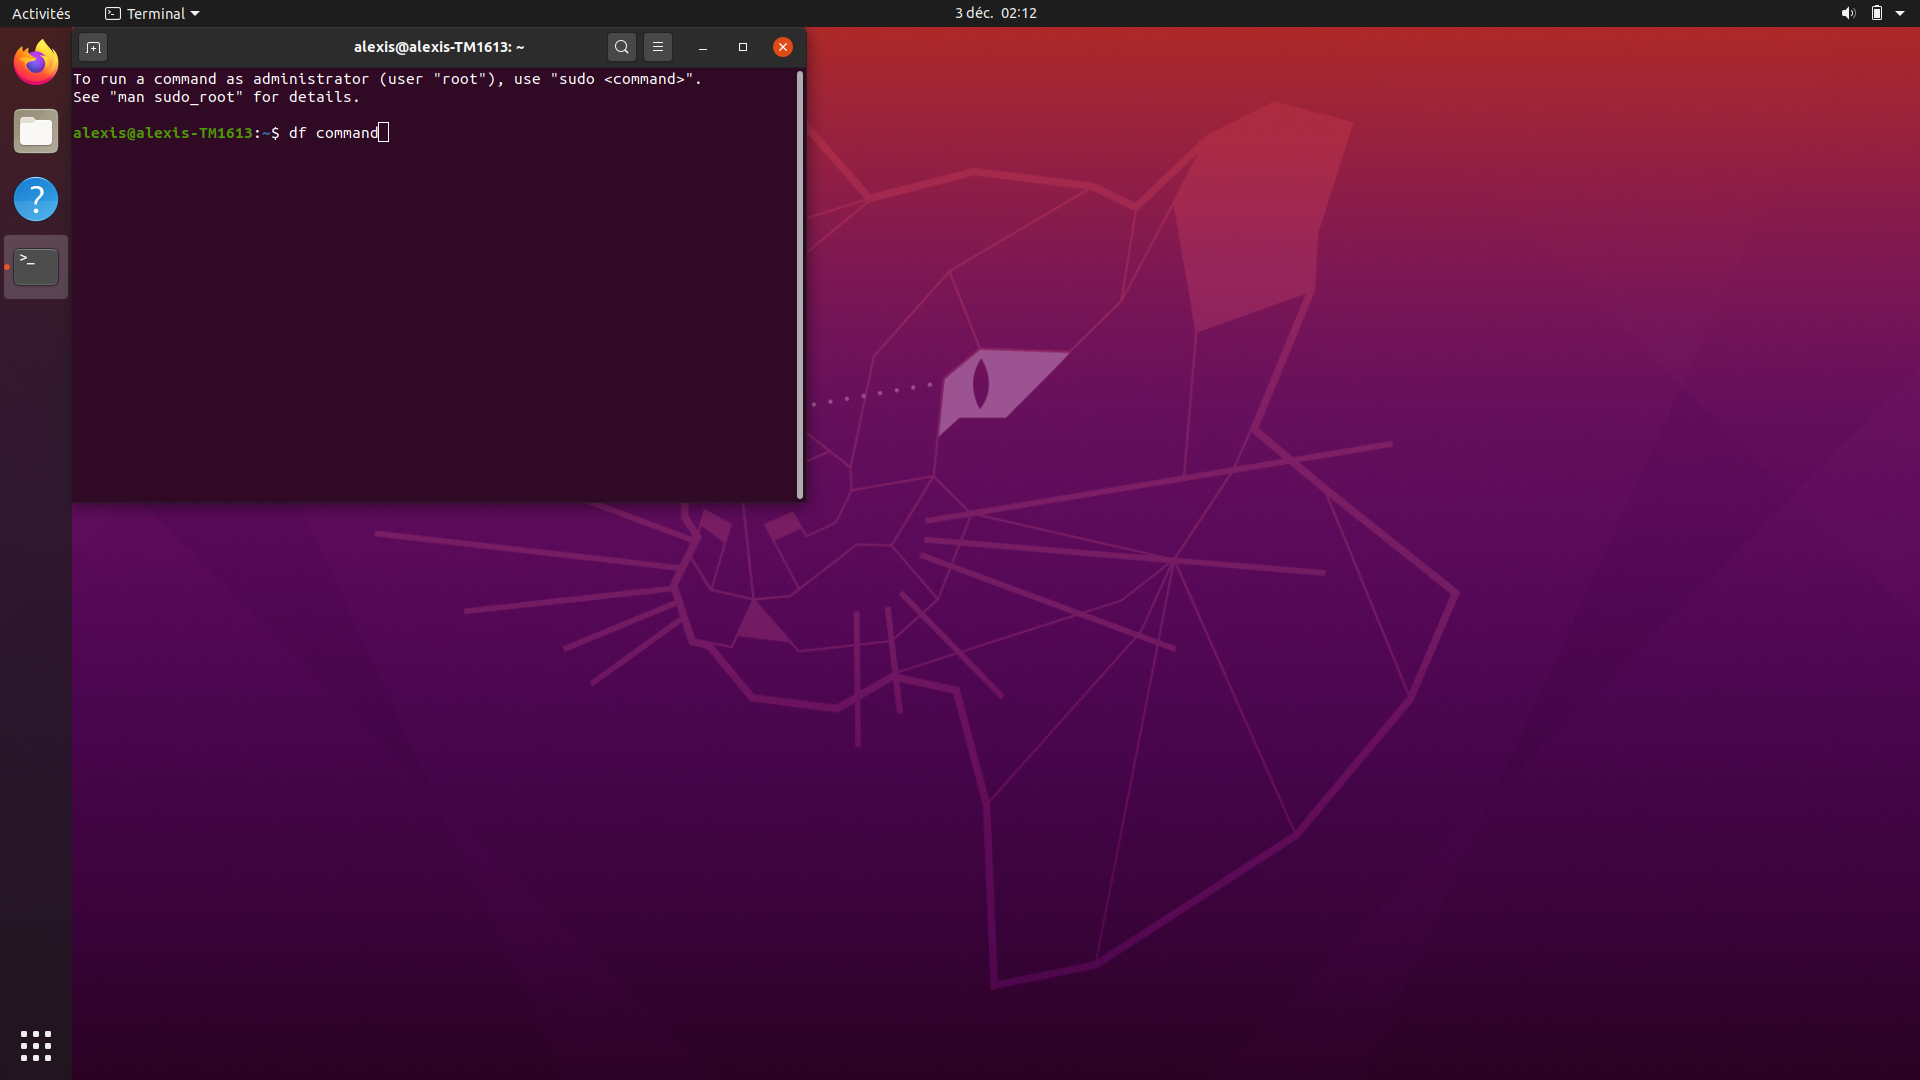 Activités
Terminal
3 déc. 02:12
alexis@alexis-TM1613: ~
To run a command as administrator (user "root"), use "sudo <command>".
See "man sudo_root" for details.
alexis@alexis-TM1613:~$ df command